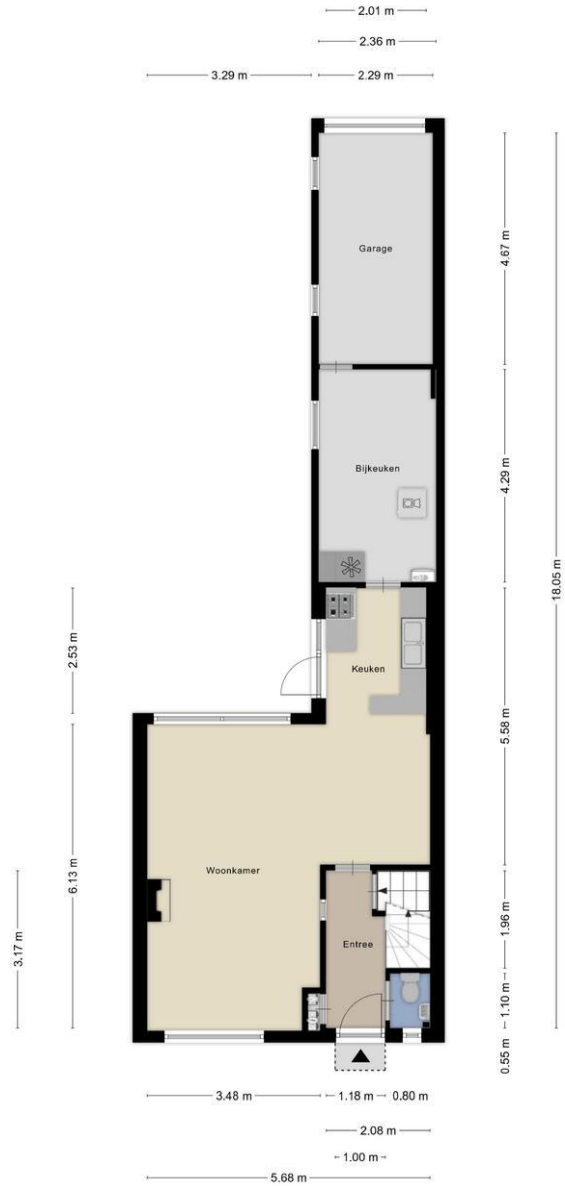 2.01 m
2.36 m
3.29 m
2.29 m
Garage
4.67 m
Bijkeuken
4.29 m
18.05 m
2.53 m
Keuken
5.58 m
6.13 m
Woonkamer
3.17 m
1.96 m
Entree
1.10 m
0.55 m
3.48 m
1.18 m
0.80 m
2.08 m
1.00 m
5.68 m